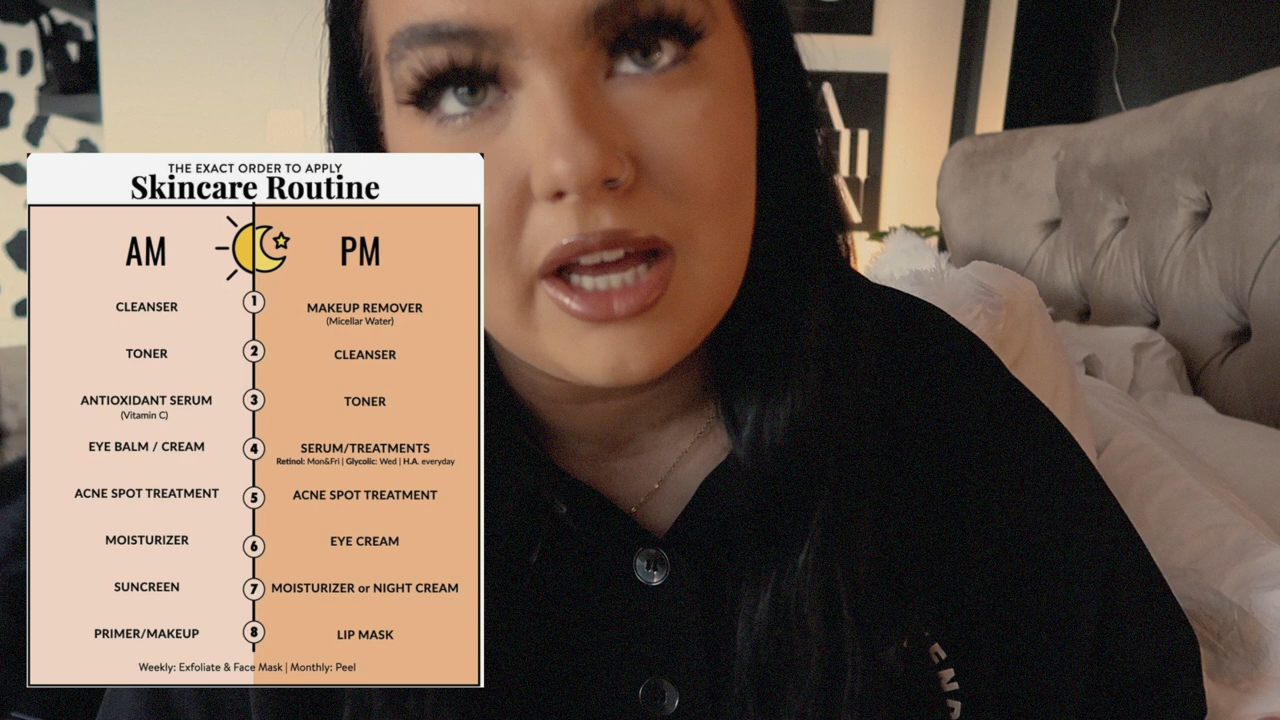 THE EXACT ORDER TO APPLY
Skincare Routine
AM
PM
1
CLEANSER
MAKEUP REMOVER
(Micellar Water)
2
TONER
CLEANSER
3
ANTIOXIDANT SERUM
(Vitamin C)
TONER
4
EYE BALM / CREAM
SERUM/TREATMENTS
Retinol: Mon&Fri | Glycolic: Wed | H.A. everyday
5
ACNE SPOT TREATMENT
ACNE SPOT TREATMENT
6
MOISTURIZER
EYE CREAM
7
SUNCREEN
MOISTURIZER or NIGHT CREAM
8
PRIMER/MAKEUP
LIP MASK
Weekly: Exfoliate & Face Mask | Monthly: Peel